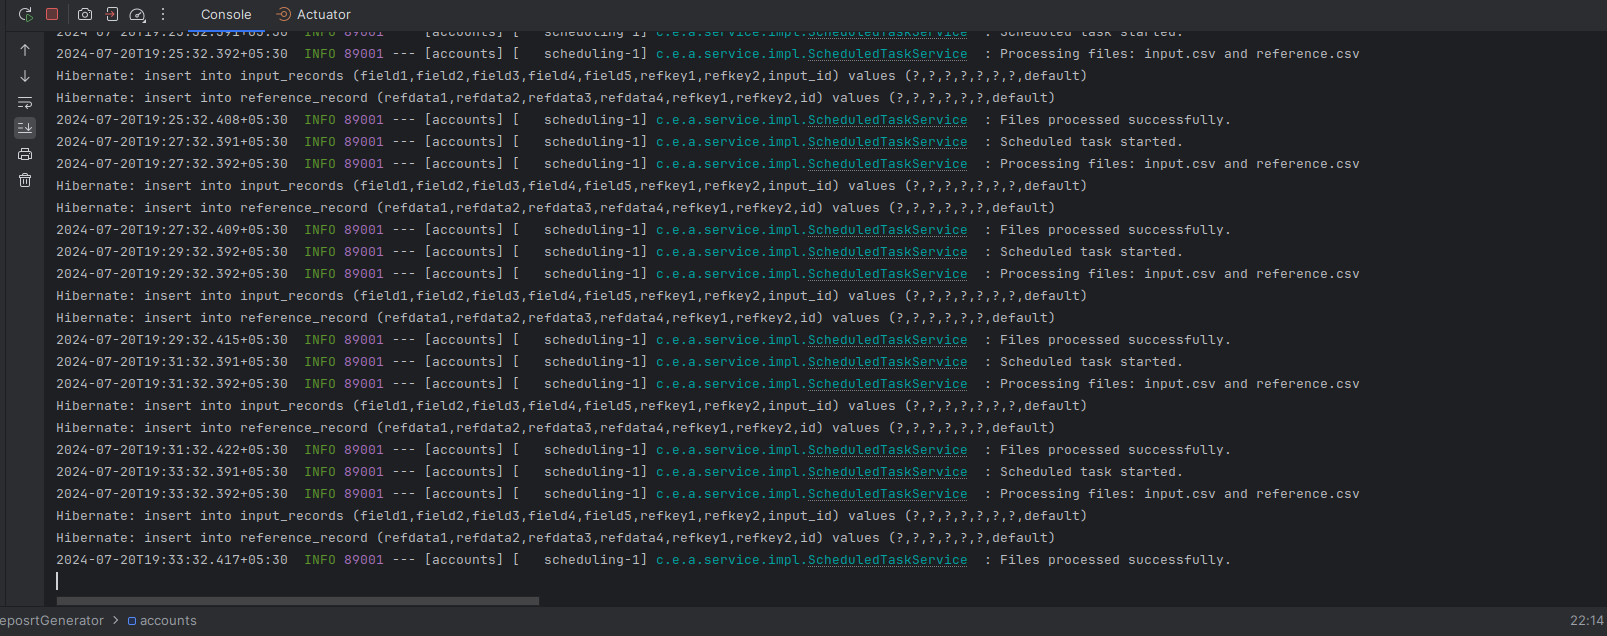 Console Actuator
2024-07-20T19:25:32.391+05:30 INFO 89001 --- [accounts] [ scheduling-1] c.e.a.service.impl.ScheduledTaskService : Scheduled task started.
2024-07-20T19:25:32.392+05:30 INFO 89001 --- [accounts] [ scheduling-1] c.e.a.service.impl.ScheduledTaskService : Processing files: input.csv and reference.csv
Hibernate: insert into input_records (field1,field2,field3,field4,field5,refkey1,refkey2,input_id) values (?,?,?,?,?,?,?,default)
Hibernate: insert into reference_record (refdata1,refdata2,refdata3,refdata4,refkey1,refkey2,id) values (?,?,?,?,?,?,default)
2024-07-20T19:25:32.408+05:30 INFO 89001 --- [accounts] [ scheduling-1] c.e.a.service.impl.ScheduledTaskService : Files processed successfully.
2024-07-20T19:27:32.391+05:30 INFO 89001 --- [accounts] [ scheduling-1] c.e.a.service.impl.ScheduledTaskService : Scheduled task started.
2024-07-20T19:27:32.392+05:30 INFO 89001 --- [accounts] [ scheduling-1] c.e.a.service.impl.ScheduledTaskService : Processing files: input.csv and reference.csv
Hibernate: insert into input_records (field1,field2,field3,field4,field5,refkey1,refkey2,input_id) values (?,?,?,?,?,?,?,default)
Hibernate: insert into reference_record (refdata1,refdata2,refdata3,refdata4,refkey1,refkey2,id) values (?,?,?,?,?,?,default)
2024-07-20T19:27:32.409+05:30 INFO 89001 --- [accounts] [ scheduling-1] c.e.a.service.impl.ScheduledTaskService : Files processed successfully.
2024-07-20T19:29:32.392+05:30 INFO 89001 --- [accounts] [ scheduling-1] c.e.a.service.impl.ScheduledTaskService : Scheduled task started.
2024-07-20T19:29:32.392+05:30 INFO 89001 --- [accounts] [ scheduling-1] c.e.a.service.impl.ScheduledTaskService : Processing files: input.csv and reference.csv
Hibernate: insert into input_records (field1,field2,field3,field4,field5,refkey1,refkey2,input_id) values (?,?,?,?,?,?,?,default)
Hibernate: insert into reference_record (refdata1,refdata2,refdata3,refdata4,refkey1,refkey2,id) values (?,?,?,?,?,?,default)
2024-07-20T19:29:32.415+05:30 INFO 89001 --- [accounts] [ scheduling-1] c.e.a.service.impl.ScheduledTaskService : Files processed successfully.
2024-07-20T19:31:32.391+05:30 INFO 89001 --- [accounts] [ scheduling-1] c.e.a.service.impl.ScheduledTaskService : Scheduled task started.
2024-07-20T19:31:32.392+05:30 INFO 89001 --- [accounts] [ scheduling-1] c.e.a.service.impl.ScheduledTaskService : Processing files: input.csv and reference.csv
Hibernate: insert into input_records (field1,field2,field3,field4,field5,refkey1,refkey2,input_id) values (?,?,?,?,?,?,?,default)
Hibernate: insert into reference_record (refdata1,refdata2,refdata3,refdata4,refkey1,refkey2,id) values (?,?,?,?,?,?,default)
2024-07-20T19:31:32.422+05:30 INFO 89001 --- [accounts] [ scheduling-1] c.e.a.service.impl.ScheduledTaskService : Files processed successfully.
2024-07-20T19:33:32.391+05:30 INFO 89001 --- [accounts] [ scheduling-1] c.e.a.service.impl.ScheduledTaskService : Scheduled task started.
2024-07-20T19:33:32.392+05:30 INFO 89001 --- [accounts] [ scheduling-1] c.e.a.service.impl.ScheduledTaskService : Processing files: input.csv and reference.csv
Hibernate: insert into input_records (field1,field2,field3,field4,field5,refkey1,refkey2,input_id) values (?,?,?,?,?,?,?,default)
Hibernate: insert into reference_record (refdata1,refdata2,refdata3,refdata4,refkey1,refkey2,id) values (?,?,?,?,?,?,default)
2024-07-20T19:33:32.417+05:30 INFO 89001 --- [accounts] [ scheduling-1] c.e.a.service.impl.ScheduledTaskService : Files processed successfully.
eposrtGenerator > accounts 22:14